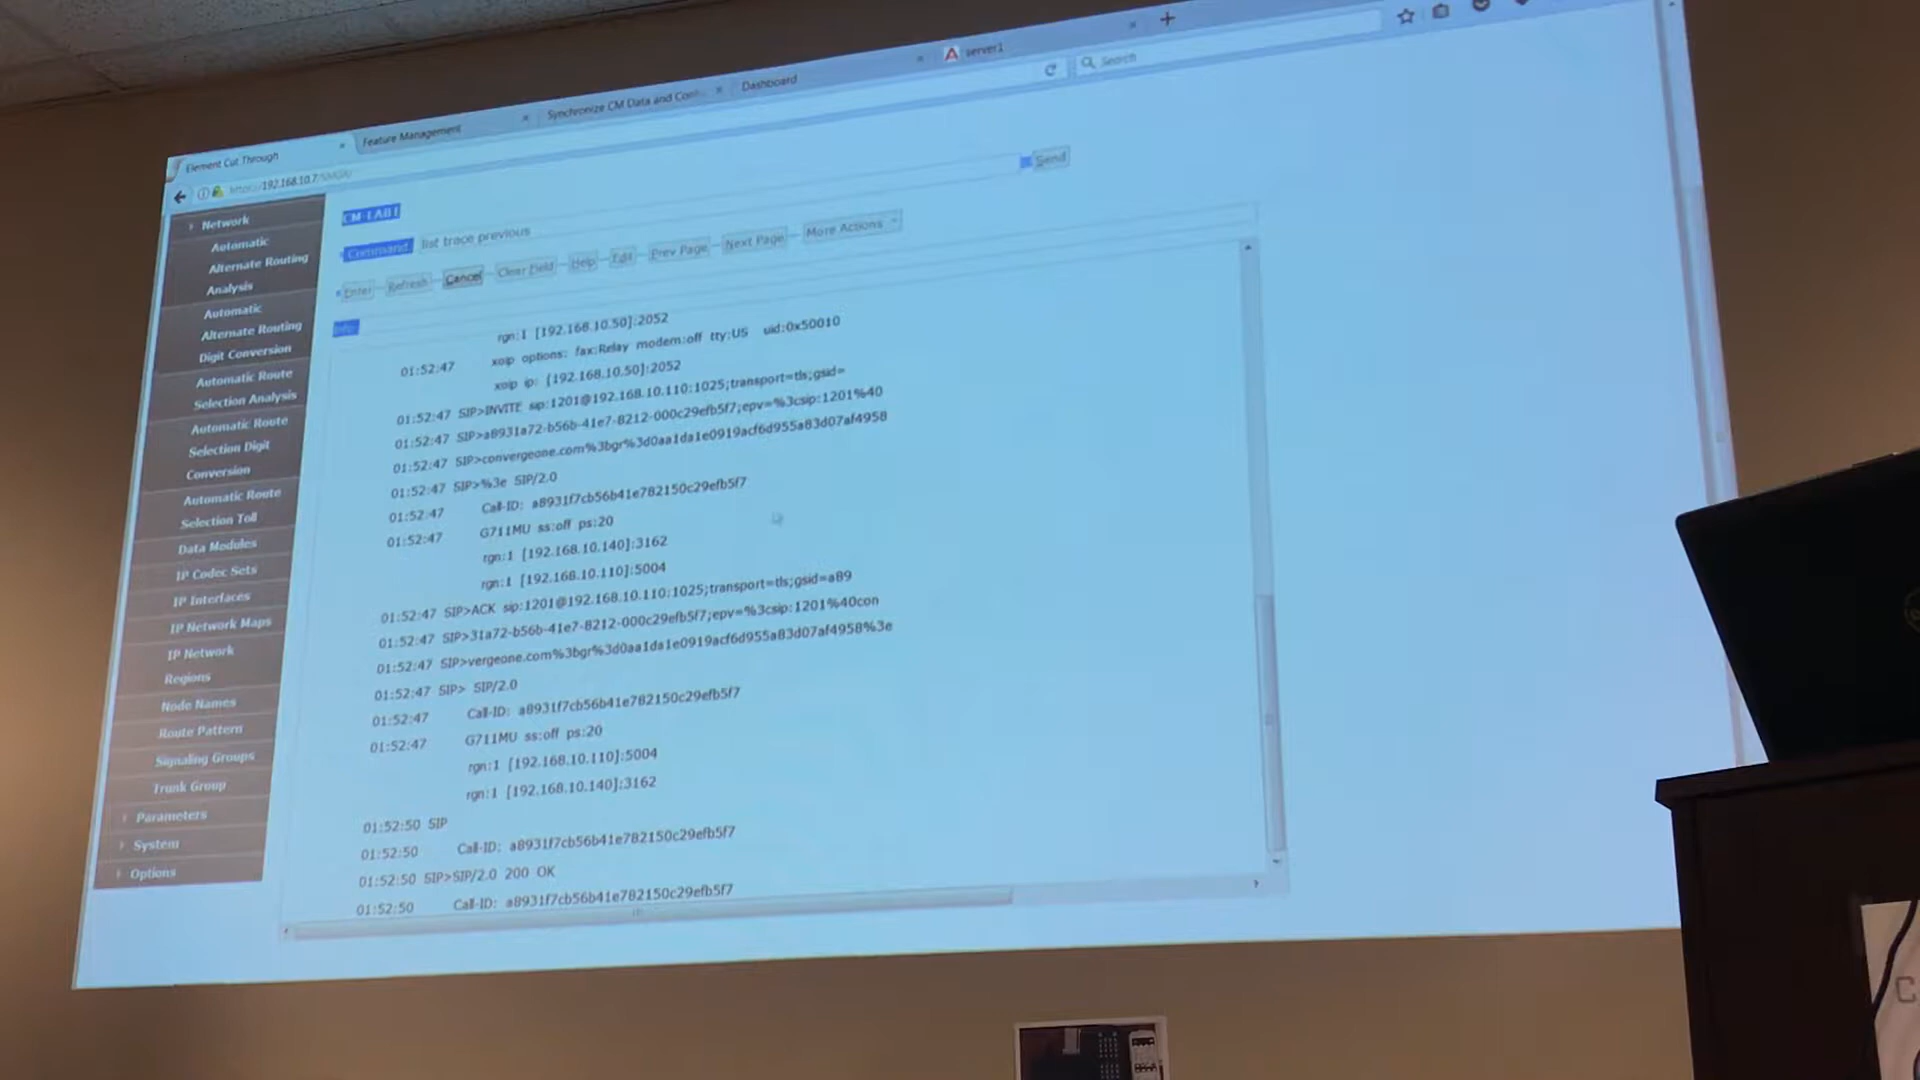 Element Cut Through
Feature Management
Synchronize CM Data and Conf
Dashboard
server1
Search
192.168.10.7
Send
CM-LAB1
Command
list trace previous
Enter
Refresh
Cancel
Clear Field
Help
Edit
Prev Page
Next Page
More Actions
Network
Automatic
Alternate Routing
Analysis
Automatic
Alternate Routing
Digit Conversion
Automatic Route
Selection Analysis
Automatic Route
Selection Digit
Conversion
Automatic Route
Selection Toll
Data Modules
IP Codec Sets
IP Interfaces
IP Network Maps
IP Network
Regions
Node Names
Route Pattern
Signaling Groups
Trunk Group
Parameters
System
Options
rgn:1 [192.168.10.50]:2052
01:52:47 xoip options: fax:Relay modem:off tty:US uid:0x50010
xoip ip: [192.168.10.50]:2052
01:52:47 SIP>INVITE sip:1201@192.168.10.110:1025;transport=tls;gsid=
01:52:47 SIP>a8931a72-b56b-41e7-8212-000c29efb5f7;epv=%3csip:1201%40
01:52:47 SIP>convergeone.com%3bgr%3d0aa1da1e0919acf6d955a83d07af4958
01:52:47 SIP>%3e SIP/2.0
01:52:47 Call-ID: a8931f7cb56b41e782150c29efb5f7
01:52:47 G711MU ss:off ps:20
rgn:1 [192.168.10.140]:3162
rgn:1 [192.168.10.110]:5004
01:52:47 SIP>ACK sip:1201@192.168.10.110:1025;transport=tls;gsid=a89
01:52:47 SIP>31a72-b56b-41e7-8212-000c29efb5f7;epv=%3csip:1201%40con
01:52:47 SIP>vergeone.com%3bgr%3d0aa1da1e0919acf6d955a83d07af4958%3e
01:52:47 SIP> SIP/2.0
01:52:47 Call-ID: a8931f7cb56b41e782150c29efb5f7
01:52:47 G711MU ss:off ps:20
rgn:1 [192.168.10.110]:5004
rgn:1 [192.168.10.140]:3162
01:52:50 SIP
01:52:50 Call-ID: a8931f7cb56b41e782150c29efb5f7
01:52:50 SIP>SIP/2.0 200 OK
01:52:50 Call-ID: a8931f7cb56b41e782150c29efb5f7
C